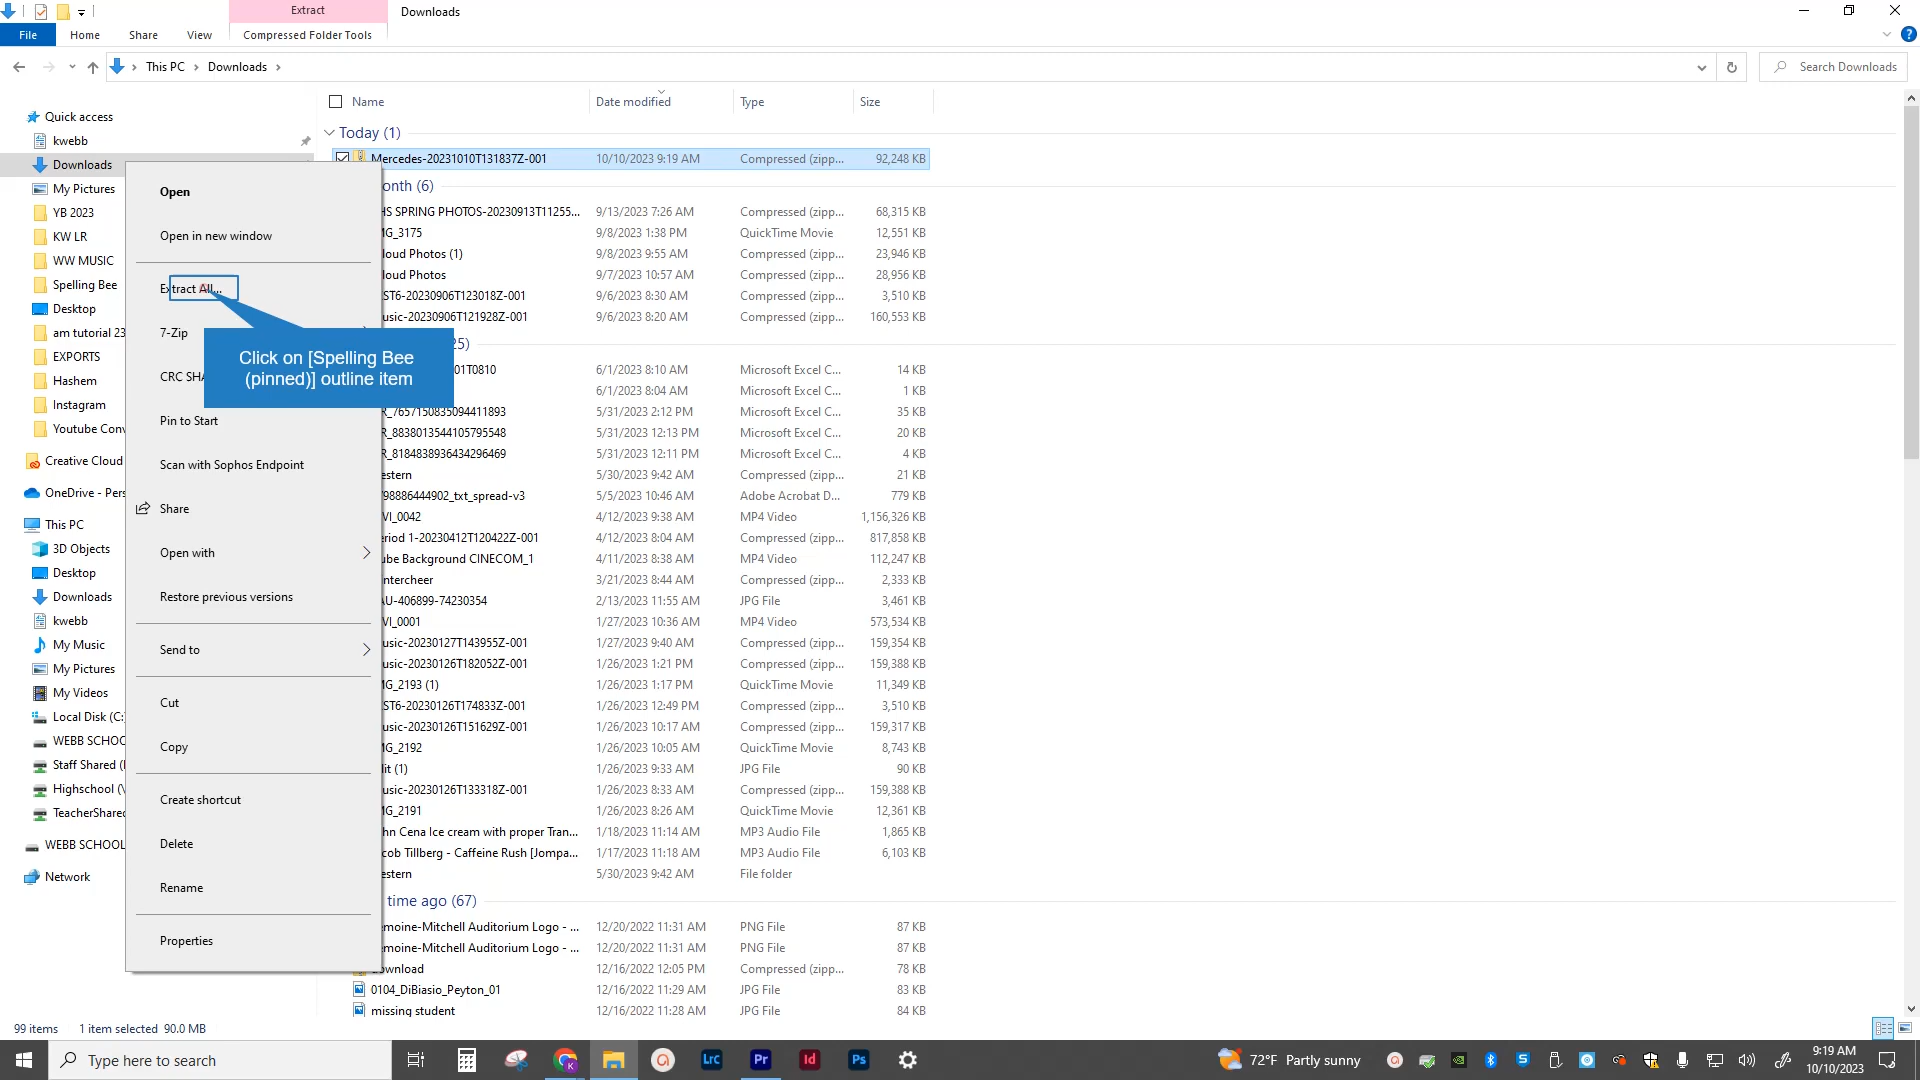 Extract
Downloads
File
Home
Share
View
Compressed Folder Tools
This PC
Downloads
Search Downloads
Name
Date modified
Type
Size
Quick access
kwebb
Downloads
My Pictures
YB 2023
KW LR
WW MUSIC
Spelling Bee
Desktop
am tutorial 23
EXPORTS
Hashem
Instagram
Youtube Conv
Creative Cloud
OneDrive - Pers
This PC
3D Objects
Desktop
Downloads
kwebb
My Music
My Pictures
My Videos
Local Disk (C:
WEBB SCHOO
Staff Shared (
Highschool (
TeacherShared
WEBB SCHOOL
Network
Open
Open in new window
Extract All...
7-Zip
CRC SHA
Pin to Start
Scan with Sophos Endpoint
Share
Open with
Restore previous versions
Send to
Cut
Copy
Create shortcut
Delete
Rename
Properties
Click on [Spelling Bee
(pinned)] outline item
Today (1)
Mercedes-20231010T131837Z-001 10/10/2023 9:19 AM Compressed (zipp... 92,248 KB
onth (6)
HS SPRING PHOTOS-20230913T11255... 9/13/2023 7:26 AM Compressed (zipp... 68,315 KB
MG_3175 9/8/2023 1:38 PM QuickTime Movie 12,551 KB
loud Photos (1) 9/8/2023 9:55 AM Compressed (zipp... 23,946 KB
loud Photos 9/7/2023 10:57 AM Compressed (zipp... 28,956 KB
ST6-20230906T123018Z-001 9/6/2023 8:30 AM Compressed (zipp... 3,510 KB
usic-20230906T121928Z-001 9/6/2023 8:20 AM Compressed (zipp... 160,553 KB
25)
01T0810 6/1/2023 8:10 AM Microsoft Excel C... 14 KB
6/1/2023 8:04 AM Microsoft Excel C... 1 KB
R_7657150835094411893 5/31/2023 2:12 PM Microsoft Excel C... 35 KB
R_8838013544105795548 5/31/2023 12:13 PM Microsoft Excel C... 20 KB
R_8184838936434296469 5/31/2023 12:11 PM Microsoft Excel C... 4 KB
estern 5/30/2023 9:42 AM Compressed (zipp... 21 KB
798886444902_txt_spread-v3 5/5/2023 10:46 AM Adobe Acrobat D... 779 KB
VI_0042 4/12/2023 9:38 AM MP4 Video 1,156,326 KB
eriod 1-20230412T120422Z-001 4/12/2023 8:04 AM Compressed (zipp... 817,858 KB
ube Background CINECOM_1 4/11/2023 8:38 AM MP4 Video 112,247 KB
ntercheer 3/21/2023 8:44 AM Compressed (zipp... 2,333 KB
AU-406899-74230354 2/13/2023 11:55 AM JPG File 3,461 KB
VI_0001 1/27/2023 10:36 AM MP4 Video 573,534 KB
usic-20230127T143955Z-001 1/27/2023 9:40 AM Compressed (zipp... 159,354 KB
usic-20230126T182052Z-001 1/26/2023 1:21 PM Compressed (zipp... 159,388 KB
MG_2193 (1) 1/26/2023 1:17 PM QuickTime Movie 11,349 KB
ST6-20230126T174833Z-001 1/26/2023 12:49 PM Compressed (zipp... 3,510 KB
usic-20230126T151629Z-001 1/26/2023 10:17 AM Compressed (zipp... 159,317 KB
MG_2192 1/26/2023 10:05 AM QuickTime Movie 8,743 KB
lit (1) 1/26/2023 9:33 AM JPG File 90 KB
usic-20230126T133318Z-001 1/26/2023 8:33 AM Compressed (zipp... 159,388 KB
MG_2191 1/26/2023 8:26 AM QuickTime Movie 12,361 KB
hn Cena Ice cream with proper Tran... 1/18/2023 11:14 AM MP3 Audio File 1,865 KB
cob Tillberg - Caffeine Rush [Jompa... 1/17/2023 11:18 AM MP3 Audio File 6,103 KB
estern 5/30/2023 9:42 AM File folder
time ago (67)
emoine-Mitchell Auditorium Logo - ... 12/20/2022 11:31 AM PNG File 87 KB
emoine-Mitchell Auditorium Logo - ... 12/20/2022 11:31 AM PNG File 87 KB
ownload 12/16/2022 12:05 PM Compressed (zipp... 78 KB
0104_DiBiasio_Peyton_01 12/16/2022 11:29 AM JPG File 83 KB
missing student 12/16/2022 11:28 AM JPG File 84 KB
99 items 1 item selected 90.0 MB
Type here to search
K
LrC
Pr
Id
Ps
72°F Partly sunny
9:19 AM
10/10/2023